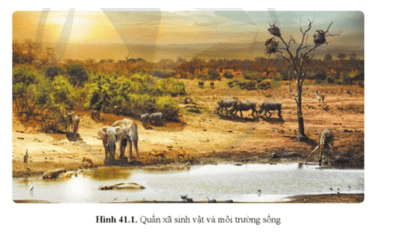 Hình 41.1. Quần xã sinh vật và môi trường sống